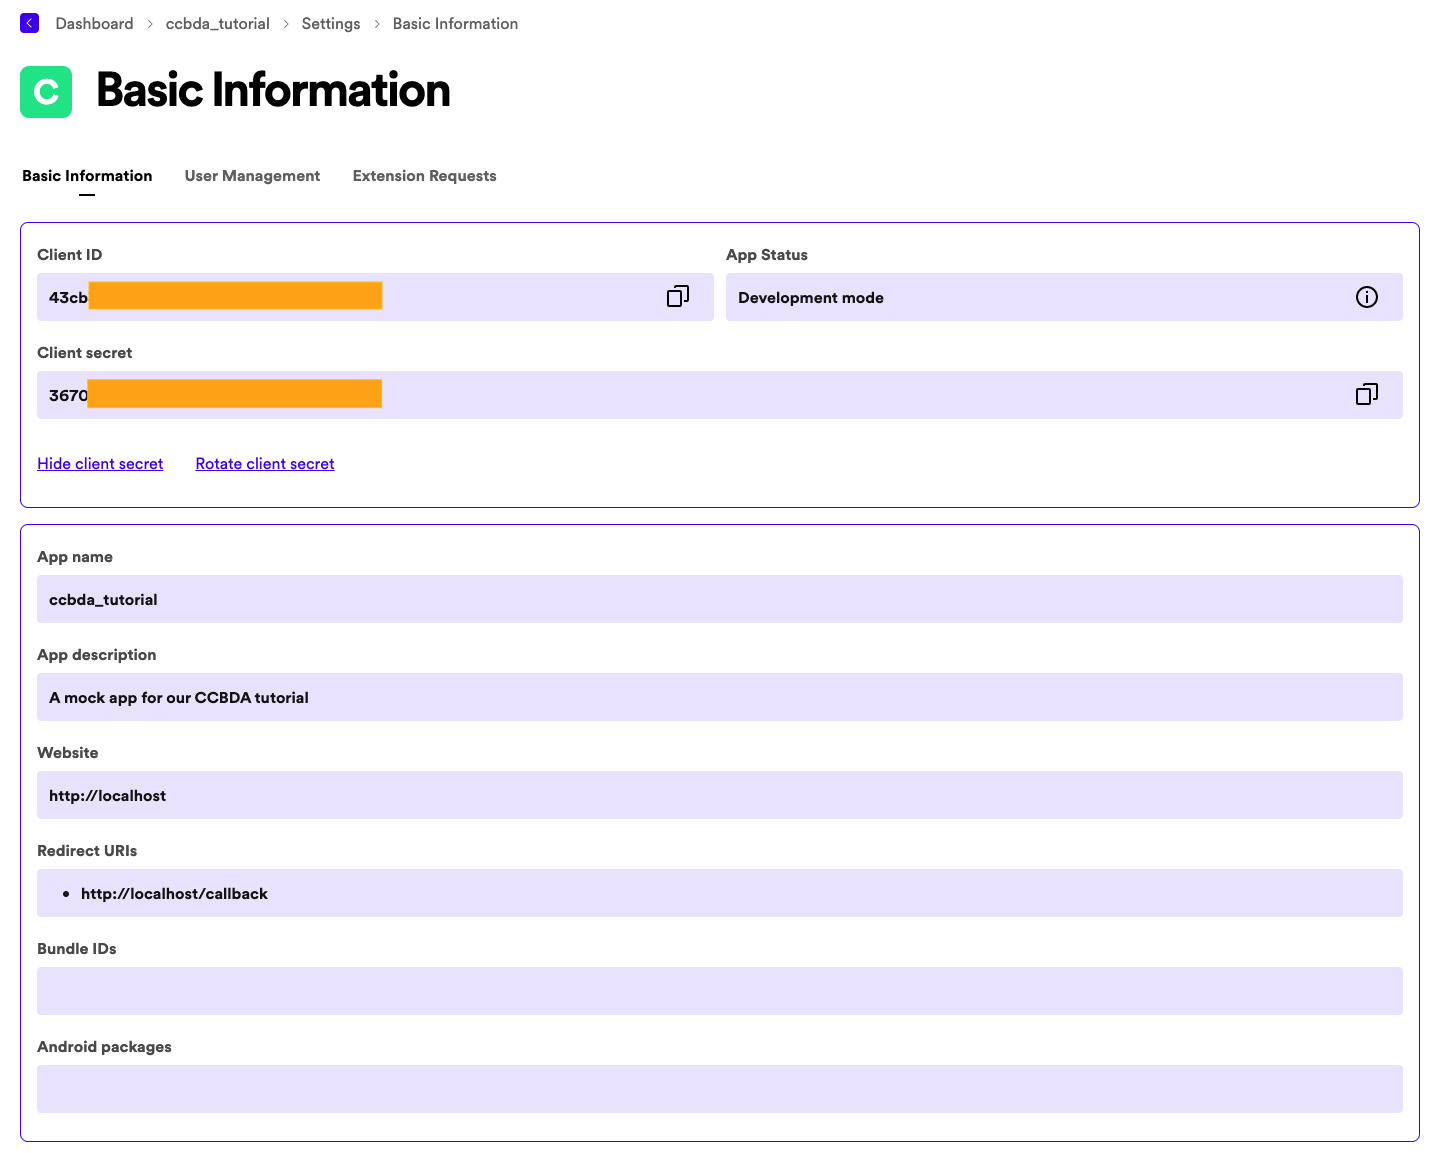 Dashboard > ccbda_tutorial > Settings > Basic Information
C Basic Information
Basic Information User Management Extension Requests
Client ID App Status
43cb Development mode
Client secret
3670
Hide client secret Rotate client secret
App name
ccbda_tutorial
App description
A mock app for our CCBDA tutorial
Website
http://localhost
Redirect URIs
• http://localhost/callback
Bundle IDs
Android packages